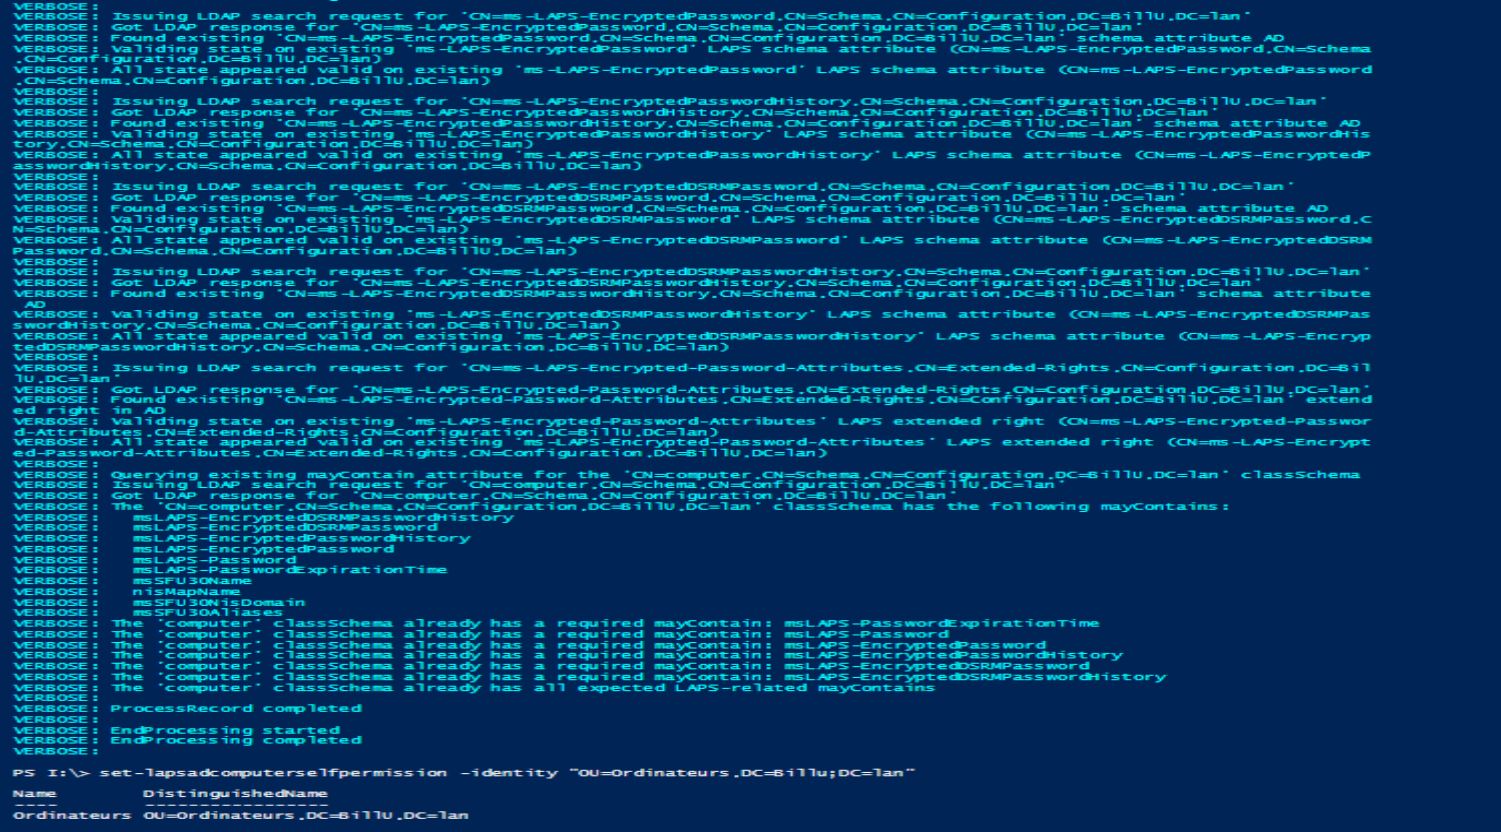 VERBOSE:
VERBOSE:  Issuing LDAP search request for 'CN=ms-LAPS-EncryptedPassword,CN=Schema,CN=Configuration,DC=BillU,DC=lan'
VERBOSE:  Got LDAP response for 'CN=ms-LAPS-EncryptedPassword,CN=Schema,CN=Configuration,DC=BillU,DC=lan'
VERBOSE:  Found existing 'CN=ms-LAPS-EncryptedPassword,CN=Schema,CN=Configuration,DC=BillU,DC=lan' schema attribute AD
VERBOSE:  Validing state on existing 'ms-LAPS-EncryptedPassword' LAPS schema attribute (CN=ms-LAPS-EncryptedPassword,CN=Schema
,CN=Configuration,DC=BillU,DC=lan)
VERBOSE:  All state appeared valid on existing 'ms-LAPS-EncryptedPassword' LAPS schema attribute (CN=ms-LAPS-EncryptedPassword
,CN=Schema,CN=Configuration,DC=BillU,DC=lan)
VERBOSE:
VERBOSE:  Issuing LDAP search request for 'CN=ms-LAPS-EncryptedPasswordHistory,CN=Schema,CN=Configuration,DC=BillU,DC=lan'
VERBOSE:  Got LDAP response for 'CN=ms-LAPS-EncryptedPasswordHistory,CN=Schema,CN=Configuration,DC=BillU,DC=lan'
VERBOSE:  Found existing 'CN=ms-LAPS-EncryptedPasswordHistory,CN=Schema,CN=Configuration,DC=BillU,DC=lan' schema attribute AD
VERBOSE:  Validing state on existing 'ms-LAPS-EncryptedPasswordHistory' LAPS schema attribute (CN=ms-LAPS-EncryptedPasswordHis
tory,CN=Schema,CN=Configuration,DC=BillU,DC=lan)
VERBOSE:  All state appeared valid on existing 'ms-LAPS-EncryptedPasswordHistory' LAPS schema attribute (CN=ms-LAPS-EncryptedP
asswordHistory,CN=Schema,CN=Configuration,DC=BillU,DC=lan)
VERBOSE:
VERBOSE:  Issuing LDAP search request for 'CN=ms-LAPS-EncryptedDSRMPassword,CN=Schema,CN=Configuration,DC=BillU,DC=lan'
VERBOSE:  Got LDAP response for 'CN=ms-LAPS-EncryptedDSRMPassword,CN=Schema,CN=Configuration,DC=BillU,DC=lan'
VERBOSE:  Found existing 'CN=ms-LAPS-EncryptedDSRMPassword,CN=Schema,CN=Configuration,DC=BillU,DC=lan' schema attribute AD
VERBOSE:  Validing state on existing 'ms-LAPS-EncryptedDSRMPassword' LAPS schema attribute (CN=ms-LAPS-EncryptedDSRMPassword,C
N=Schema,CN=Configuration,DC=BillU,DC=lan)
VERBOSE:  All state appeared valid on existing 'ms-LAPS-EncryptedDSRMPassword' LAPS schema attribute (CN=ms-LAPS-EncryptedDSRM
Password,CN=Schema,CN=Configuration,DC=BillU,DC=lan)
VERBOSE:
VERBOSE:  Issuing LDAP search request for 'CN=ms-LAPS-EncryptedDSRMPasswordHistory,CN=Schema,CN=Configuration,DC=BillU,DC=lan'
VERBOSE:  Got LDAP response for 'CN=ms-LAPS-EncryptedDSRMPasswordHistory,CN=Schema,CN=Configuration,DC=BillU,DC=lan'
VERBOSE:  Found existing 'CN=ms-LAPS-EncryptedDSRMPasswordHistory,CN=Schema,CN=Configuration,DC=BillU,DC=lan' schema attribute
 AD
VERBOSE:  Validing state on existing 'ms-LAPS-EncryptedDSRMPasswordHistory' LAPS schema attribute (CN=ms-LAPS-EncryptedDSRMPas
swordHistory,CN=Schema,CN=Configuration,DC=BillU,DC=lan)
VERBOSE:  All state appeared valid on existing 'ms-LAPS-EncryptedDSRMPasswordHistory' LAPS schema attribute (CN=ms-LAPS-Encryp
tedDSRMPasswordHistory,CN=Schema,CN=Configuration,DC=BillU,DC=lan)
VERBOSE:
VERBOSE:  Issuing LDAP search request for 'CN=ms-LAPS-Encrypted-Password-Attributes,CN=Extended-Rights,CN=Configuration,DC=Bil
lU,DC=lan'
VERBOSE:  Got LDAP response for 'CN=ms-LAPS-Encrypted-Password-Attributes,CN=Extended-Rights,CN=Configuration,DC=BillU,DC=lan'
VERBOSE:  Found existing 'CN=ms-LAPS-Encrypted-Password-Attributes,CN=Extended-Rights,CN=Configuration,DC=BillU,DC=lan' extend
ed right in AD
VERBOSE:  Validing state on existing 'ms-LAPS-Encrypted-Password-Attributes' LAPS extended right (CN=ms-LAPS-Encrypted-Passwor
d-Attributes,CN=Extended-Rights,CN=Configuration,DC=BillU,DC=lan)
VERBOSE:  All state appeared valid on existing 'ms-LAPS-Encrypted-Password-Attributes' LAPS extended right (CN=ms-LAPS-Encrypt
ed-Password-Attributes,CN=Extended-Rights,CN=Configuration,DC=BillU,DC=lan)
VERBOSE:
VERBOSE:  Querying existing mayContain attribute for the 'CN=computer,CN=Schema,CN=Configuration,DC=BillU,DC=lan' classSchema
VERBOSE:  Issuing LDAP search request for 'CN=computer,CN=Schema,CN=Configuration,DC=BillU,DC=lan'
VERBOSE:  Got LDAP response for 'CN=computer,CN=Schema,CN=Configuration,DC=BillU,DC=lan'
VERBOSE:  The 'CN=computer,CN=Schema,CN=Configuration,DC=BillU,DC=lan' classSchema has the following mayContains:
VERBOSE:    msLAPS-EncryptedDSRMPasswordHistory
VERBOSE:    msLAPS-EncryptedDSRMPassword
VERBOSE:    msLAPS-EncryptedPasswordHistory
VERBOSE:    msLAPS-EncryptedPassword
VERBOSE:    msLAPS-Password
VERBOSE:    msLAPS-PasswordExpirationTime
VERBOSE:    msSFU30Name
VERBOSE:    nisMapName
VERBOSE:    msSFU30NisDomain
VERBOSE:    msSFU30Aliases
VERBOSE:  The 'computer' classSchema already has a required mayContain: msLAPS-PasswordExpirationTime
VERBOSE:  The 'computer' classSchema already has a required mayContain: msLAPS-Password
VERBOSE:  The 'computer' classSchema already has a required mayContain: msLAPS-EncryptedPassword
VERBOSE:  The 'computer' classSchema already has a required mayContain: msLAPS-EncryptedPasswordHistory
VERBOSE:  The 'computer' classSchema already has a required mayContain: msLAPS-EncryptedDSRMPassword
VERBOSE:  The 'computer' classSchema already has a required mayContain: msLAPS-EncryptedDSRMPasswordHistory
VERBOSE:  The 'computer' classSchema already has all expected LAPS-related mayContains
VERBOSE:
VERBOSE: ProcessRecord completed
VERBOSE:
VERBOSE: EndProcessing started
VERBOSE: EndProcessing completed
VERBOSE:
PS I:\> set-lapsadcomputerselfpermission -identity "OU=Ordinateurs,DC=Billu;DC=lan"
Name        DistinguishedName
----        -----------------
Ordinateurs OU=Ordinateurs,DC=BillU,DC=lan